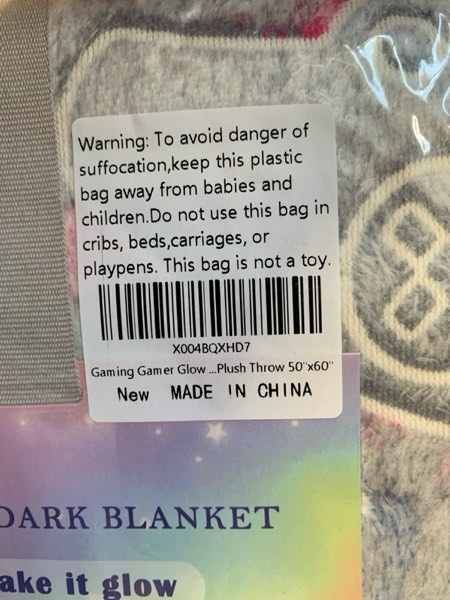 Warning: To avoid danger of
suffocation,keep this plastic
bag away from babies and
children.Do not use this bag in
cribs, beds,carriages, or
playpens. This bag is not a toy.
X004BQXHD7
Gaming Gamer Glow ...Plush Throw 50"x60"
New MADE IN CHINA
DARK BLANKET
ake it glow